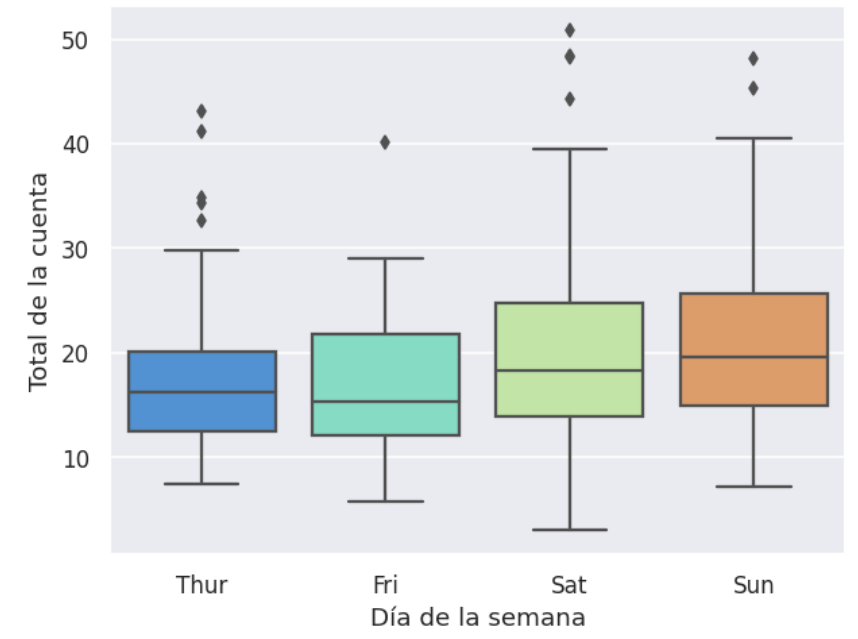 50
40
30
20
10
Total de la cuenta
Thur Fri Sat Sun
Día de la semana